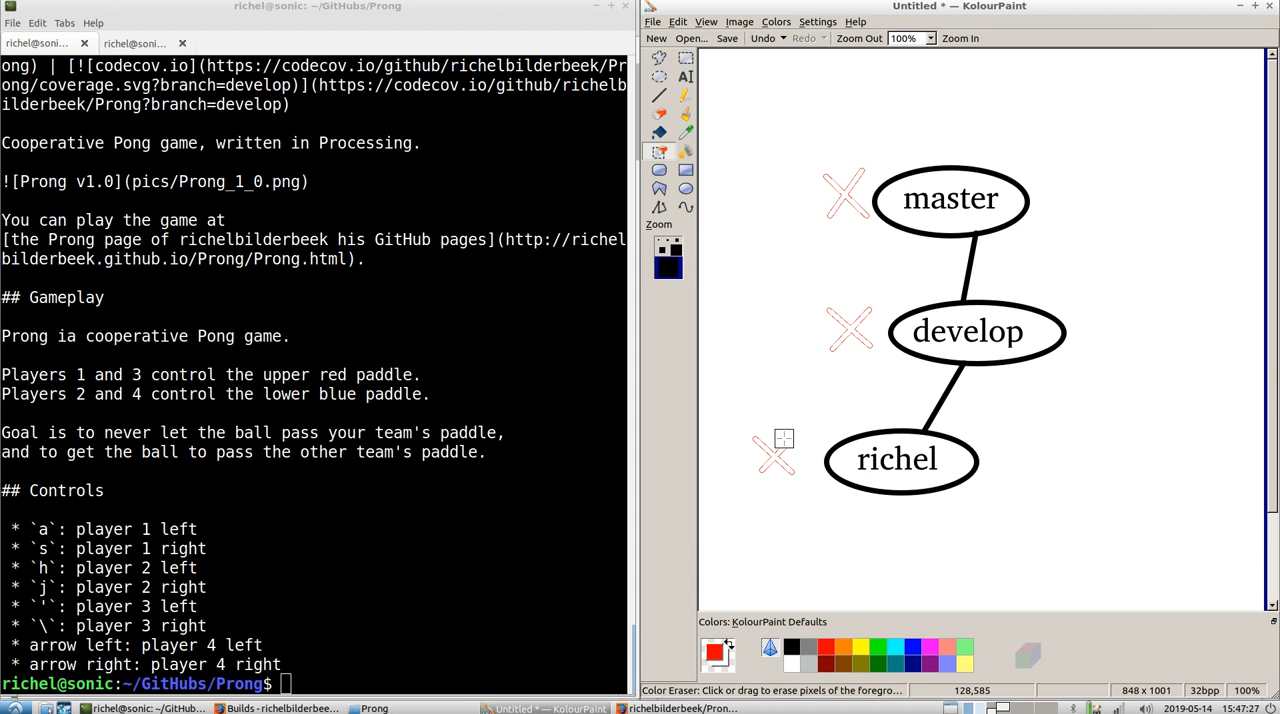 richel@sonic: ~/GitHubs/Prong
File Edit Tabs Help
richel@sonic... richel@soni...
ong) | [![codecov.io](https://codecov.io/github/richelbilderbeek/Pr
ong/coverage.svg?branch=develop)](https://codecov.io/github/richelb
ilderbeek/Prong?branch=develop)
Cooperative Pong game, written in Processing.
![Prong v1.0](pics/Prong_1_0.png)
You can play the game at
[the Prong page of richelbilderbeek his GitHub pages](http://richel
bilderbeek.github.io/Prong/Prong.html).
## Gameplay
Prong ia cooperative Pong game.
Players 1 and 3 control the upper red paddle.
Players 2 and 4 control the lower blue paddle.
Goal is to never let the ball pass your team's paddle,
and to get the ball to pass the other team's paddle.
## Controls
* `a`: player 1 left
* `s`: player 1 right
* `h`: player 2 left
* `j`: player 2 right
* `'`: player 3 left
* `\`: player 3 right
* arrow left: player 4 left
* arrow right: player 4 right
richel@sonic:~/GitHubs/Prong$
Untitled * — KolourPaint
File Edit View Image Colors Settings Help
New Open... Save Undo Redo Zoom Out 100% Zoom In
AI
Zoom
master
develop
richel
Colors: KolourPaint Defaults
Color Eraser: Click or drag to erase pixels of the foregro... 128,585 848 x 1001 32bpp 100%
richel@sonic: ~/GitHub... Builds - richelbilderbee... Prong Untitled * — KolourPaint richelbilderbeek/Pron... 2019-05-14 15:47:27